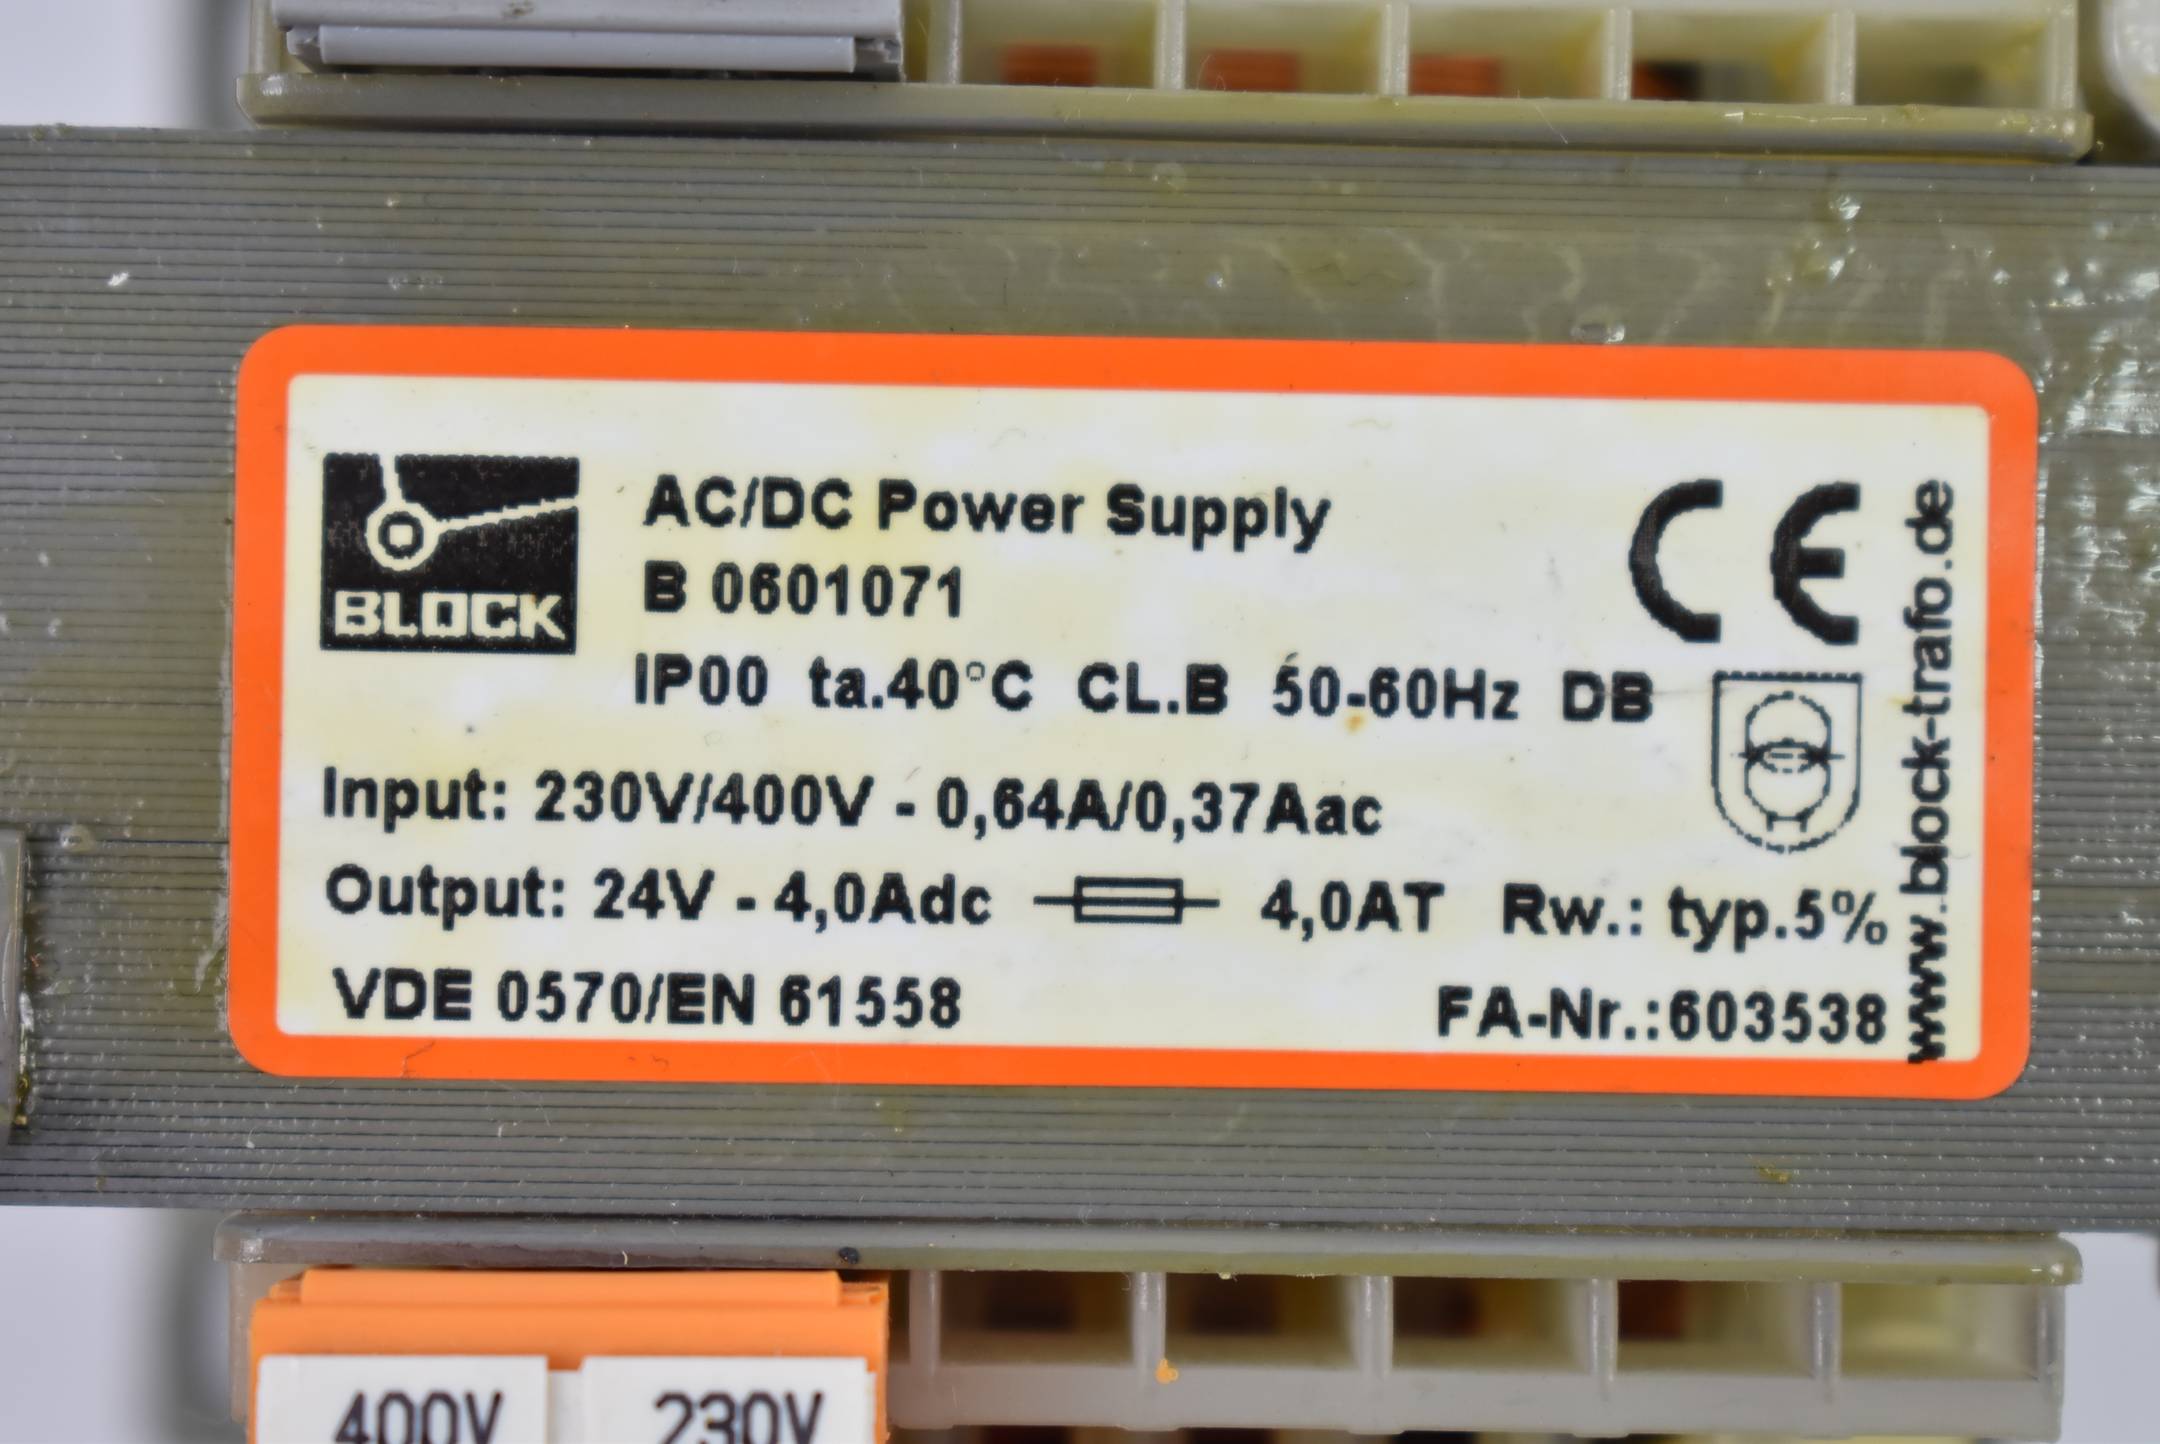 BLOCK
AC/DC Power Supply
B 0601071
IP00 ta.40°C CL.B 50-60Hz DB
Input: 230V/400V - 0,64A/0,37Aac
Output: 24V - 4,0Adc 4,0AT Rw.: typ.5%
VDE 0570/EN 61558 FA-Nr.:603538
CE
www.block-trafo.de
400V 230V